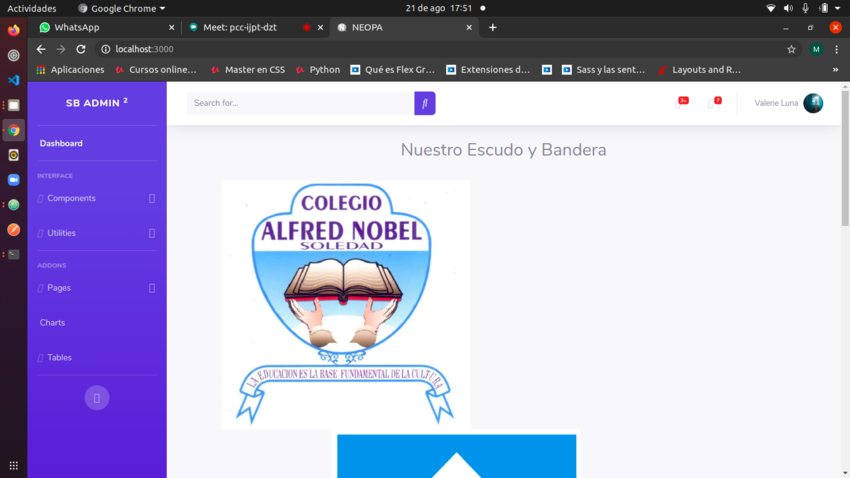 Actividades
Google Chrome
21 de ago 17:51
WhatsApp
Meet: pcc-ijpt-dzt
NEOPA
localhost:3000
M
Aplicaciones
Cursos online…
Master en CSS
Python
Qué es Flex Gr…
Extensiones d…
Sass y las sent…
Layouts and R…
»
SB ADMIN 2
Dashboard
INTERFACE
Components
Utilities
ADDONS
Pages
Charts
Tables
Search for...
3+
7
Valerie Luna
Nuestro Escudo y Bandera
COLEGIO
ALFRED NOBEL
SOLEDAD
LA EDUCACION ES LA BASE FUNDAMENTAL DE LA CULTURA